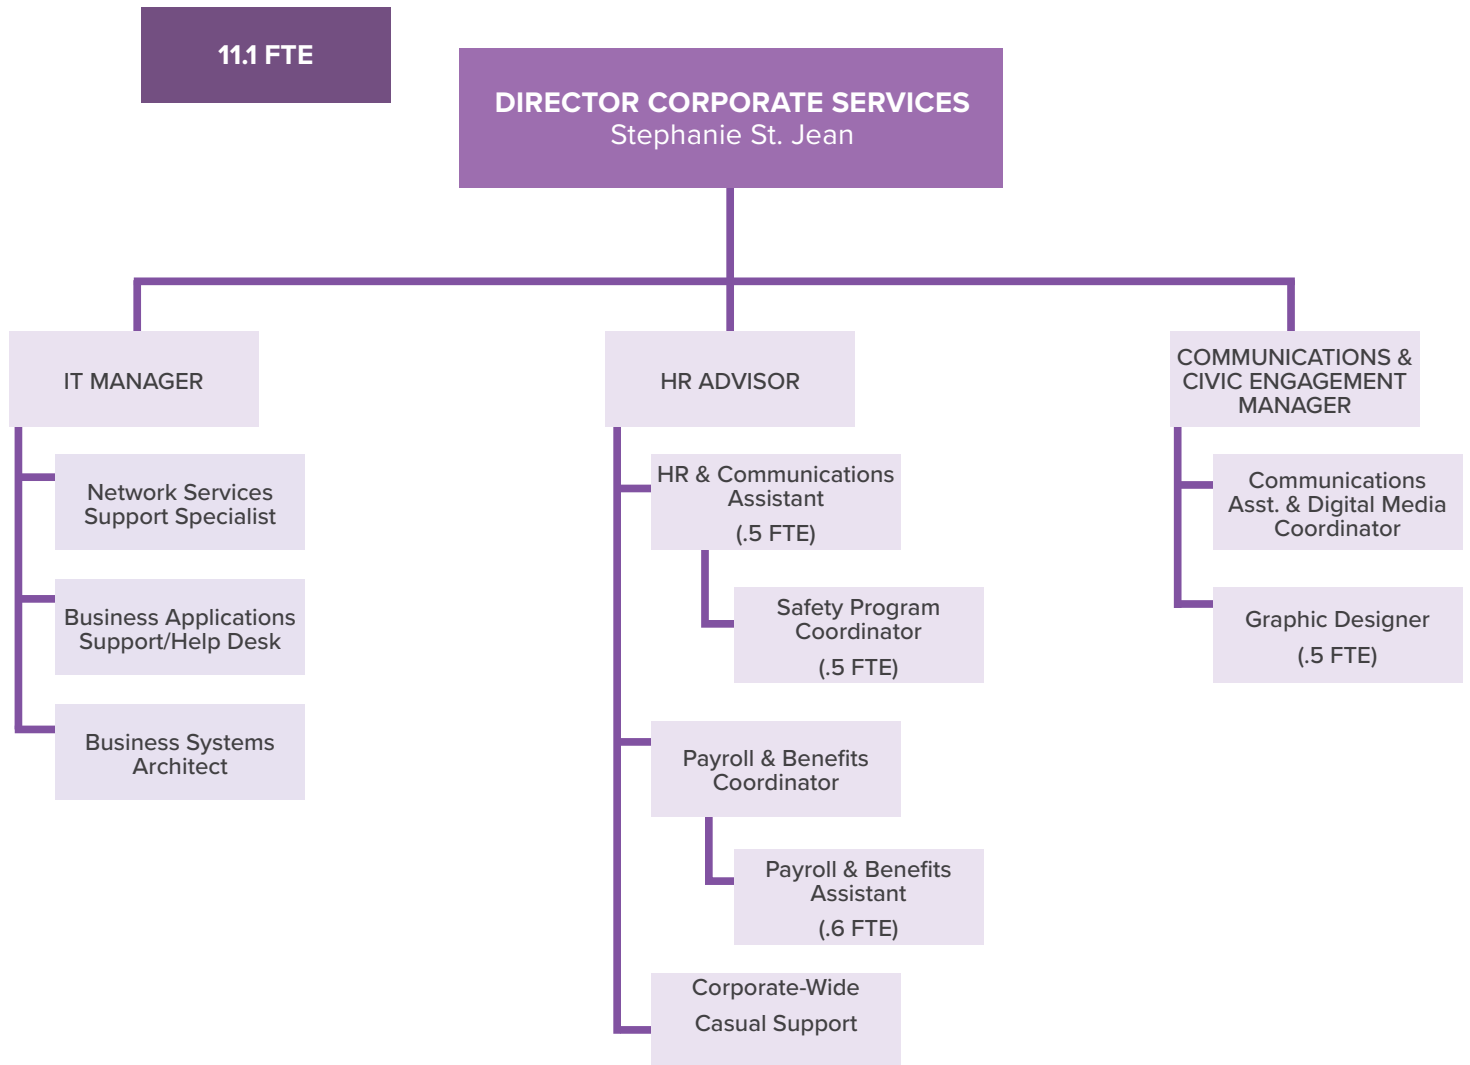 11.1 FTE
DIRECTOR CORPORATE SERVICES
Stephanie St. Jean
IT MANAGER
Network Services
Support Specialist
Business Applications
Support/Help Desk
Business Systems
Architect
HR ADVISOR
HR & Communications
Assistant
(.5 FTE)
Safety Program
Coordinator
(.5 FTE)
Payroll & Benefits
Coordinator
Payroll & Benefits
Assistant
(.6 FTE)
Corporate-Wide
Casual Support
COMMUNICATIONS &
CIVIC ENGAGEMENT
MANAGER
Communications
Asst. & Digital Media
Coordinator
Graphic Designer
(.5 FTE)